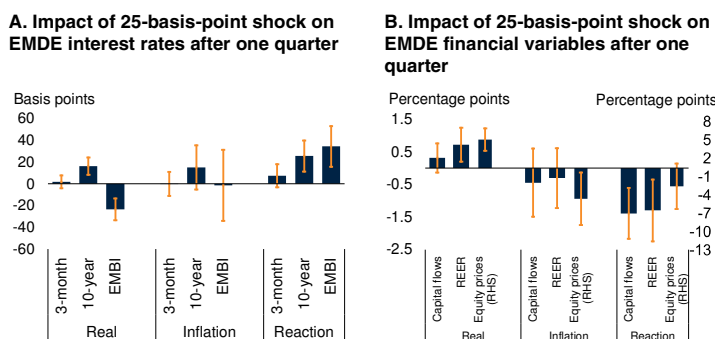 A. Impact of 25-basis-point shock on
EMDE interest rates after one quarter
Basis points
60
40
20
0
-20
-40
-60
3-month
10-year
EMBI
3-month
10-year
EMBI
3-month
10-year
EMBI
Real
Inflation
Reaction
B. Impact of 25-basis-point shock on
EMDE financial variables after one
quarter
Percentage points
Percentage points
1.5
0.5
-0.5
-1.5
-2.5
8
5
2
-1
-4
-7
-10
-13
Capital flows
REER
Equity prices
(RHS)
Capital flows
REER
Equity prices
(RHS)
Capital flows
REER
Equity prices
(RHS)
Real
Inflation
Reaction